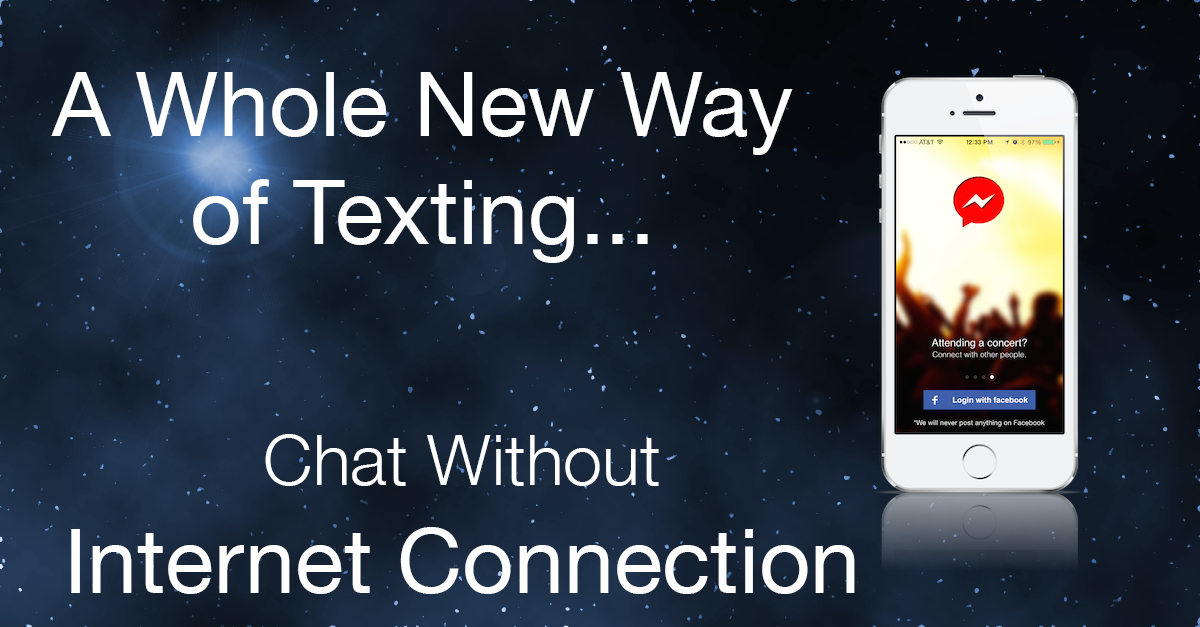 A Whole New Way
of Texting...
AT&T 12:33 PM 97%
Attending a concert?
Connect with other people.
f Login with facebook
*We will never post anything on Facebook
Chat Without
Internet Connection